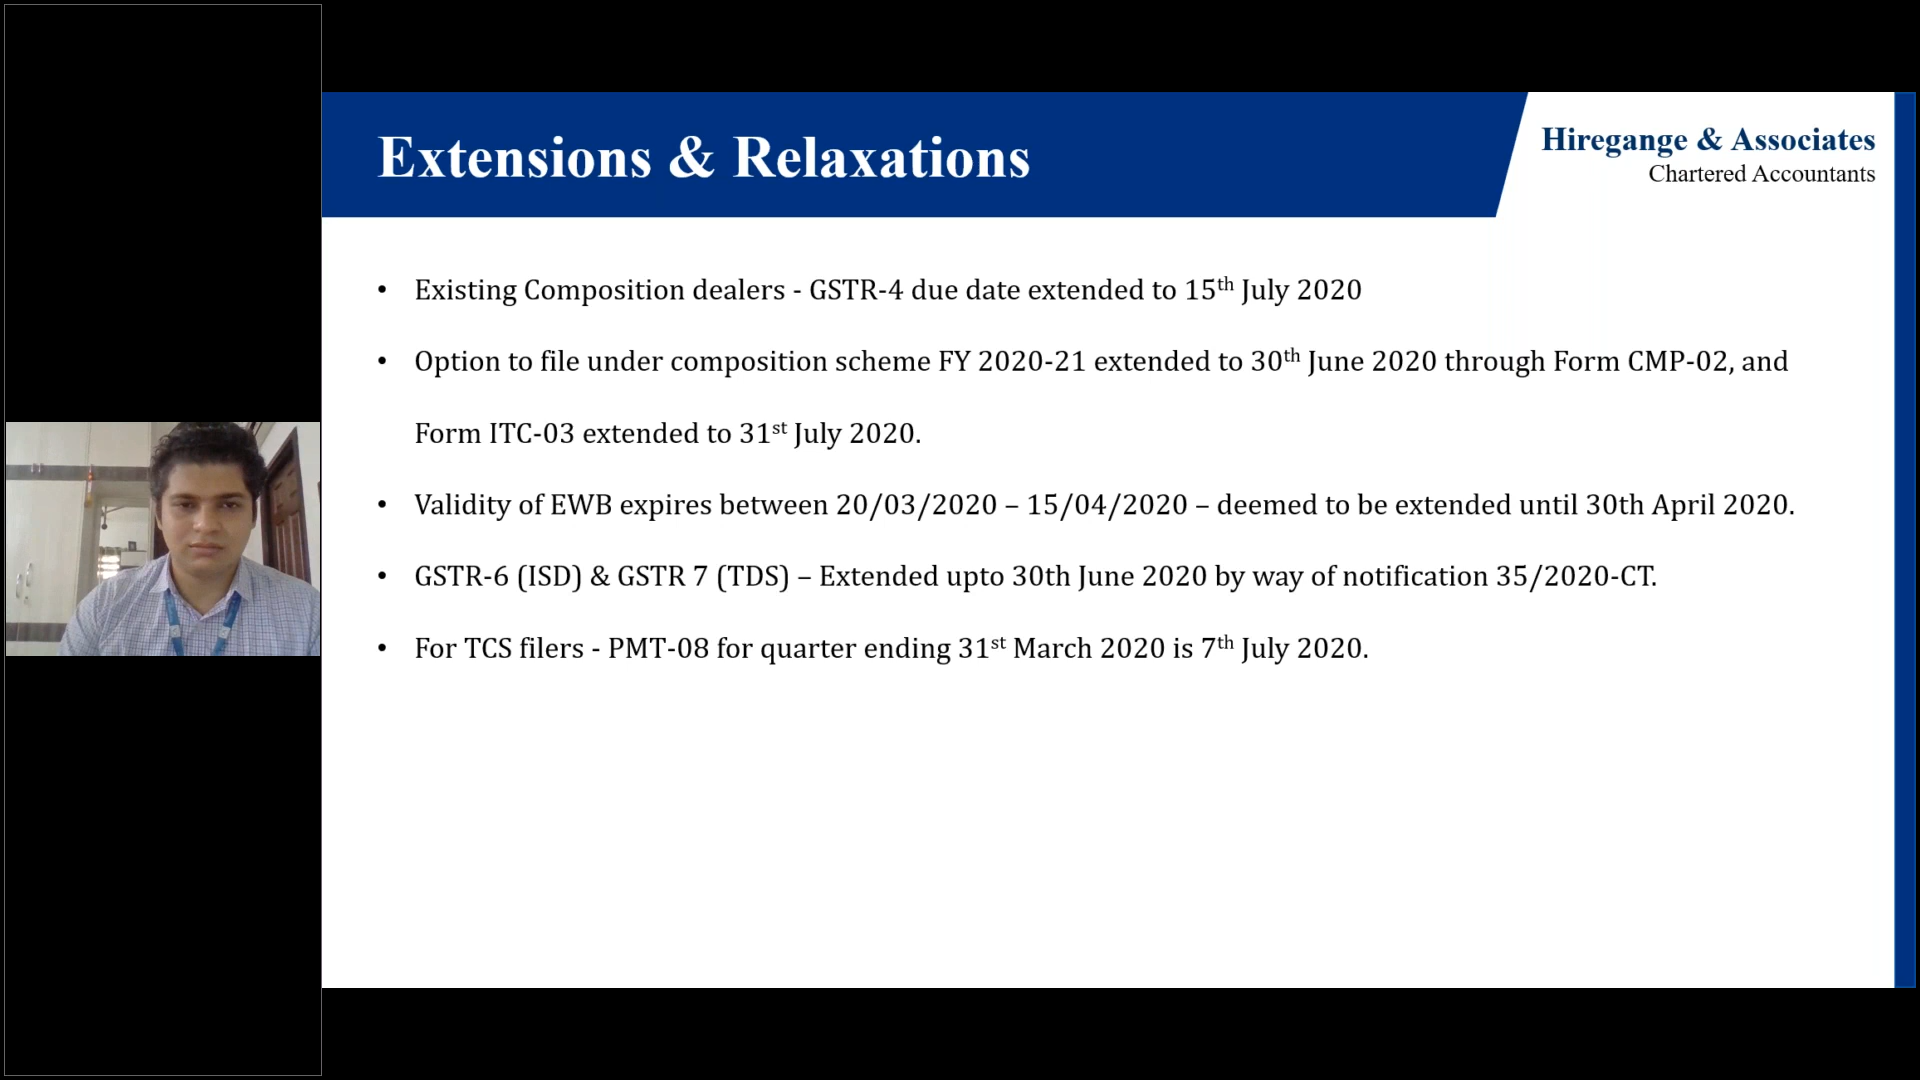 Extensions & Relaxations
Hiregange & Associates
Chartered Accountants
• Existing Composition dealers - GSTR-4 due date extended to 15th July 2020
• Option to file under composition scheme FY 2020-21 extended to 30th June 2020 through Form CMP-02, and
Form ITC-03 extended to 31st July 2020.
• Validity of EWB expires between 20/03/2020 – 15/04/2020 – deemed to be extended until 30th April 2020.
• GSTR-6 (ISD) & GSTR 7 (TDS) – Extended upto 30th June 2020 by way of notification 35/2020-CT.
• For TCS filers - PMT-08 for quarter ending 31st March 2020 is 7th July 2020.